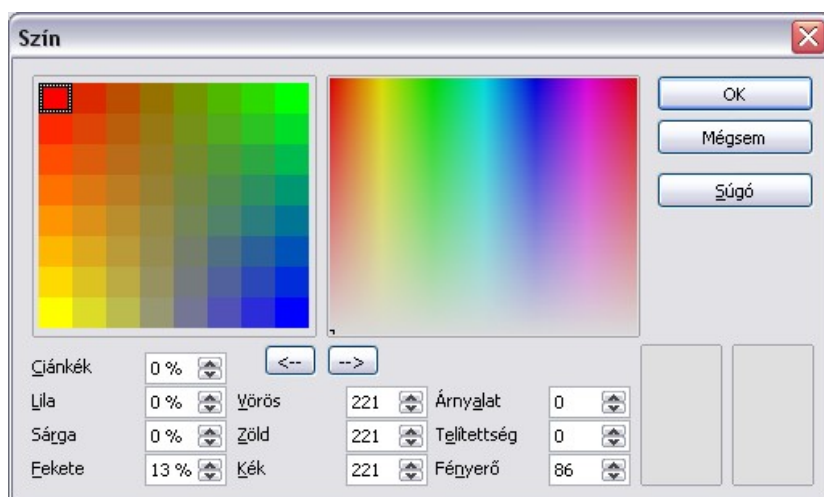 Szín
OK
Mégsem
Súgó
<-- -->
Ciánkék 0 %
Lila 0 % Vörös 221 Árnyalat 0
Sárga 0 % Zöld 221 Telítettség 0
Fekete 13 % Kék 221 Fényerő 86